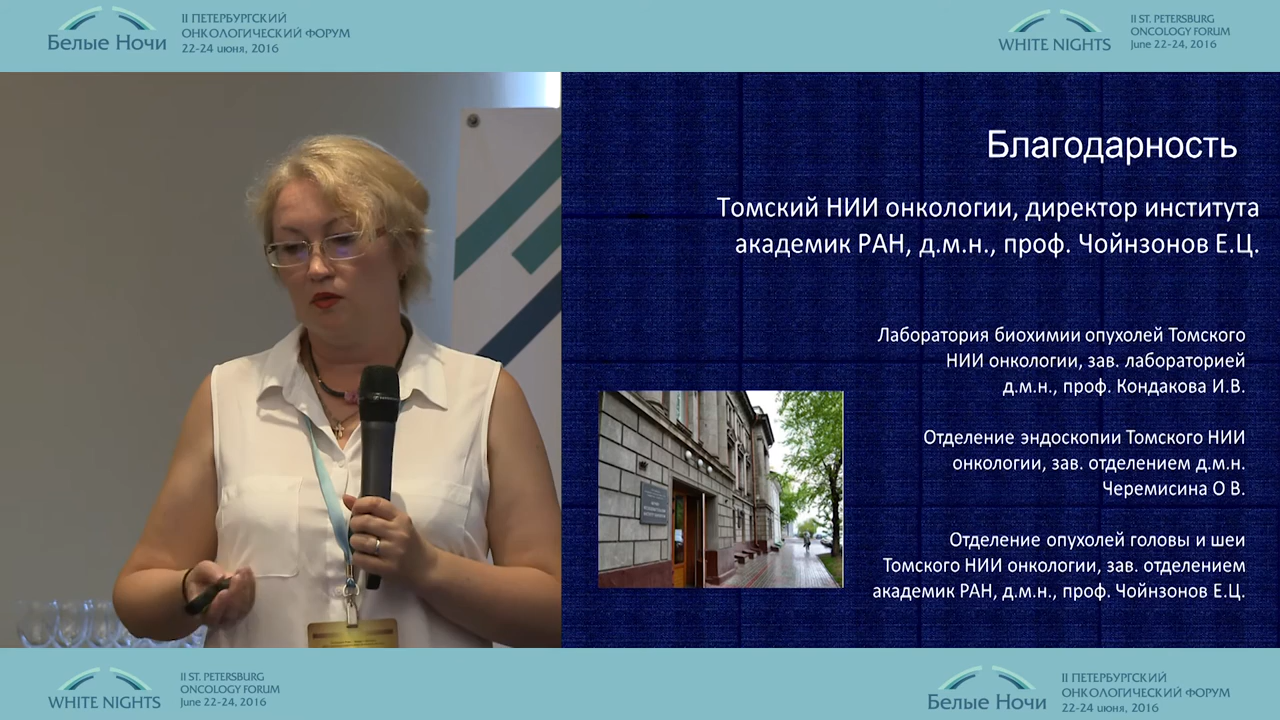 Белые Ночи
II ПЕТЕРБУРГСКИЙ
ОНКОЛОГИЧЕСКИЙ ФОРУМ
22-24 июня, 2016
WHITE NIGHTS
II ST. PETERSBURG
ONCOLOGY FORUM
June 22-24, 2016
Благодарность
Томский НИИ онкологии, директор института
академик РАН, д.м.н., проф. Чойнзонов Е.Ц.
Лаборатория биохимии опухолей Томского
НИИ онкологии, зав. лабораторией
д.м.н., проф. Кондакова И.В.
Отделение эндоскопии Томского НИИ
онкологии, зав. отделением д.м.н.
Черемисина О В.
Отделение опухолей головы и шеи
Томского НИИ онкологии, зав. отделением
академик РАН, д.м.н., проф. Чойнзонов Е.Ц.
WHITE NIGHTS
II ST. PETERSBURG
ONCOLOGY FORUM
June 22-24, 2016
Белые Ночи
II ПЕТЕРБУРГСКИЙ
ОНКОЛОГИЧЕСКИЙ ФОРУМ
22-24 июня, 2016